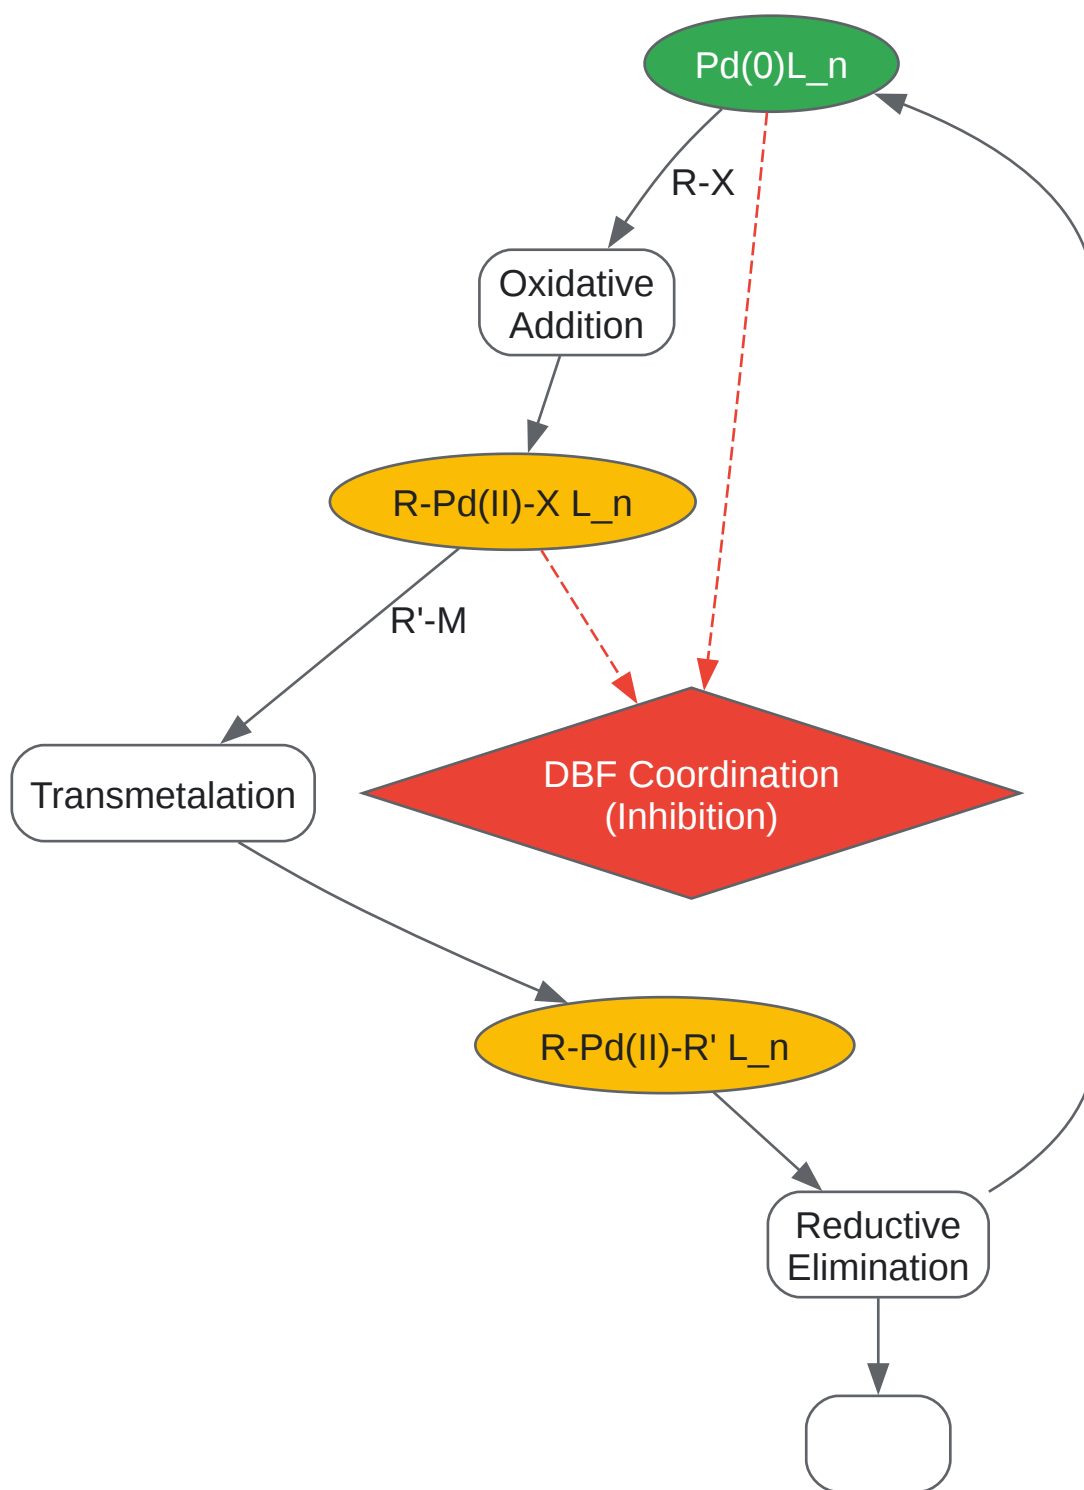 Pd(0)L_n
R-X
Oxidative
Addition
R-Pd(II)-X L_n
R'-M
Transmetalation
DBF Coordination
(Inhibition)
R-Pd(II)-R' L_n
Reductive
Elimination